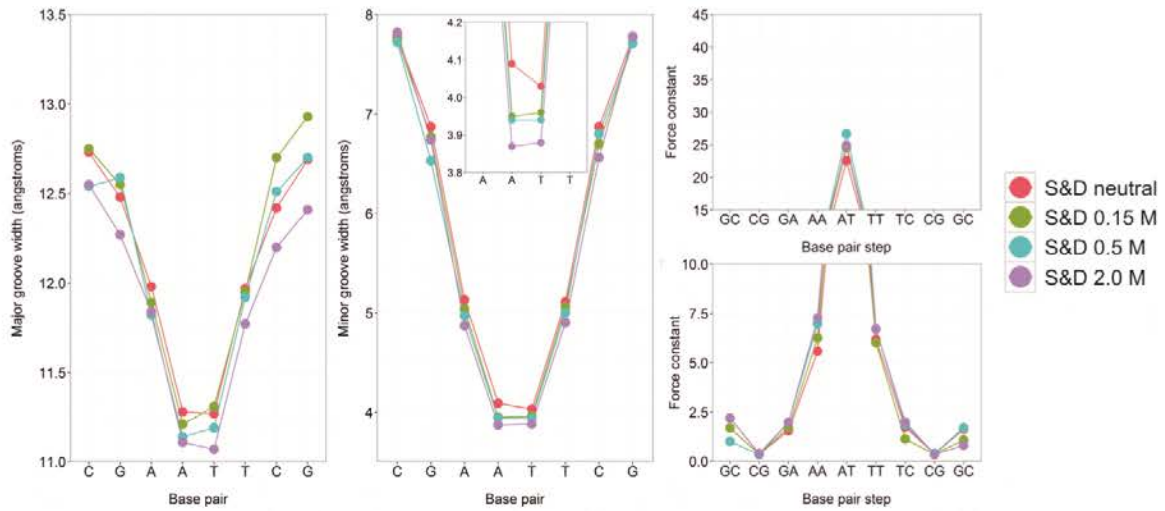 Major groove width (angstroms)
13.5
13.0
12.5
12.0
11.5
11.0
C G A A T T C G
Base pair
Minor groove width (angstroms)
8
7
6
5
4
4.2
4.1
4.0
3.9
3.8
A A T T
C G A A T T C G
Base pair
Force constant
45
40
35
30
25
20
15
GC CG GA AA AT TT TC CG GC
Base pair step
Force constant
10.0
7.5
5.0
2.5
0.0
GC CG GA AA AT TT TC CG GC
Base pair step
S&D neutral
S&D 0.15 M
S&D 0.5 M
S&D 2.0 M